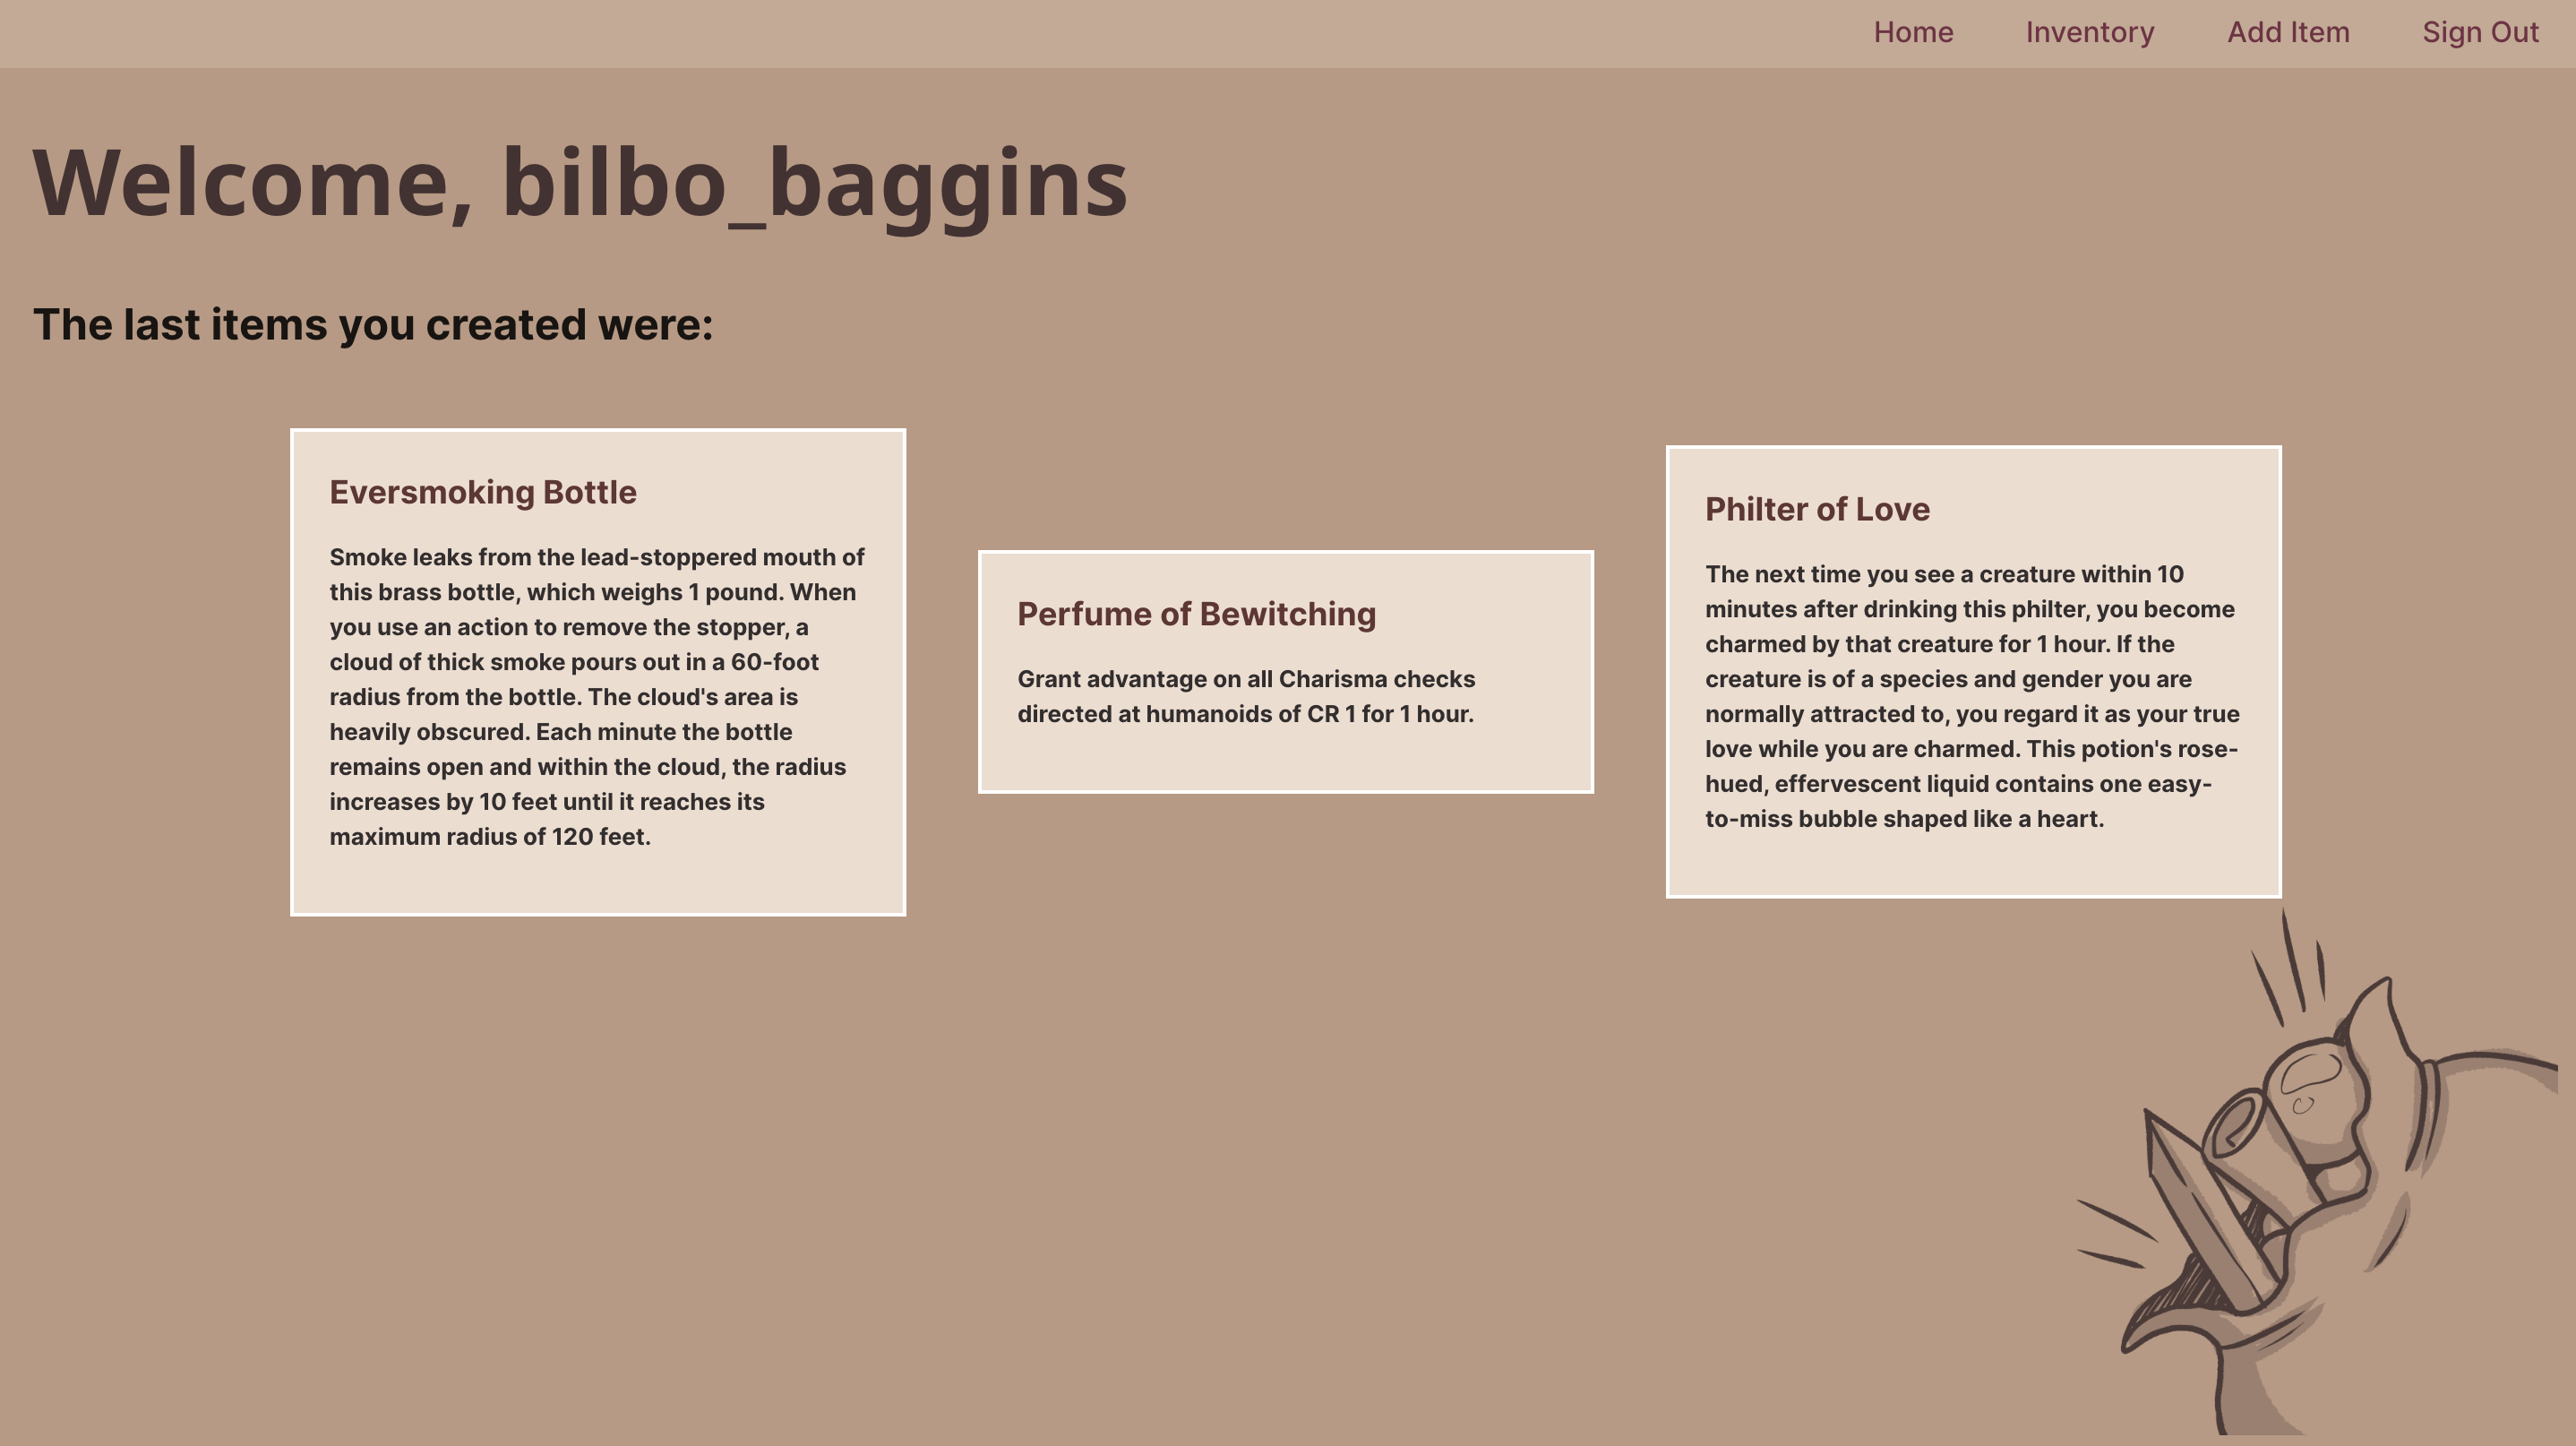 Home Inventory Add Item Sign Out
Welcome, bilbo_baggins
The last items you created were:
Eversmoking Bottle
Smoke leaks from the lead-stoppered mouth of
this brass bottle, which weighs 1 pound. When
you use an action to remove the stopper, a
cloud of thick smoke pours out in a 60-foot
radius from the bottle. The cloud's area is
heavily obscured. Each minute the bottle
remains open and within the cloud, the radius
increases by 10 feet until it reaches its
maximum radius of 120 feet.
Perfume of Bewitching
Grant advantage on all Charisma checks
directed at humanoids of CR 1 for 1 hour.
Philter of Love
The next time you see a creature within 10
minutes after drinking this philter, you become
charmed by that creature for 1 hour. If the
creature is of a species and gender you are
normally attracted to, you regard it as your true
love while you are charmed. This potion's rose-
hued, effervescent liquid contains one easy-
to-miss bubble shaped like a heart.